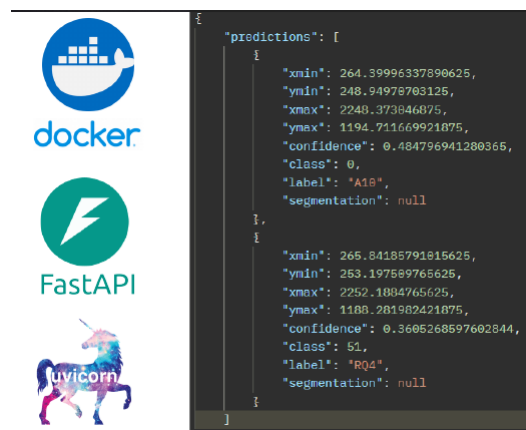 docker
FastAPI
uvicorn
{
"predictions": [
{
"xmin": 264.39996337890625,
"ymin": 248.94970703125,
"xmax": 2248.373046875,
"ymax": 1194.711669921875,
"confidence": 0.484796941280365,
"class": 0,
"label": "A10",
"segmentation": null
},
{
"xmin": 265.84185791015625,
"ymin": 253.197509765625,
"xmax": 2252.1884765625,
"ymax": 1188.281982421875,
"confidence": 0.3605268597602844,
"class": 51,
"label": "RQ4",
"segmentation": null
}
]